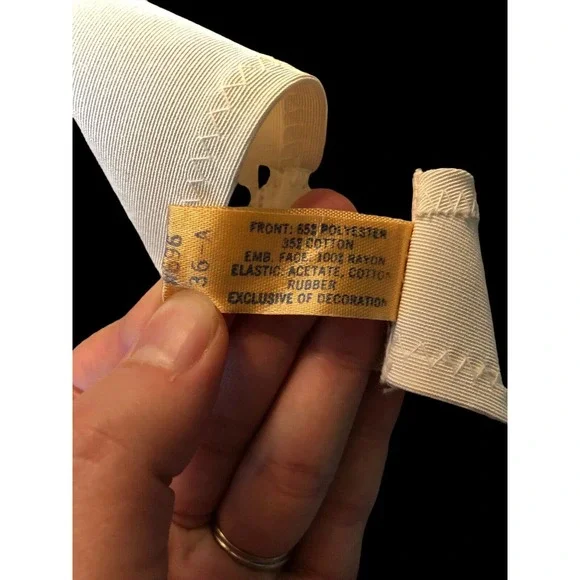 FRONT: 65% POLYESTER
35% COTTON
EMB. FACE: 100% RAYON
ELASTIC: ACETATE, COTTON
RUBBER
EXCLUSIVE OF DECORATION
36-A